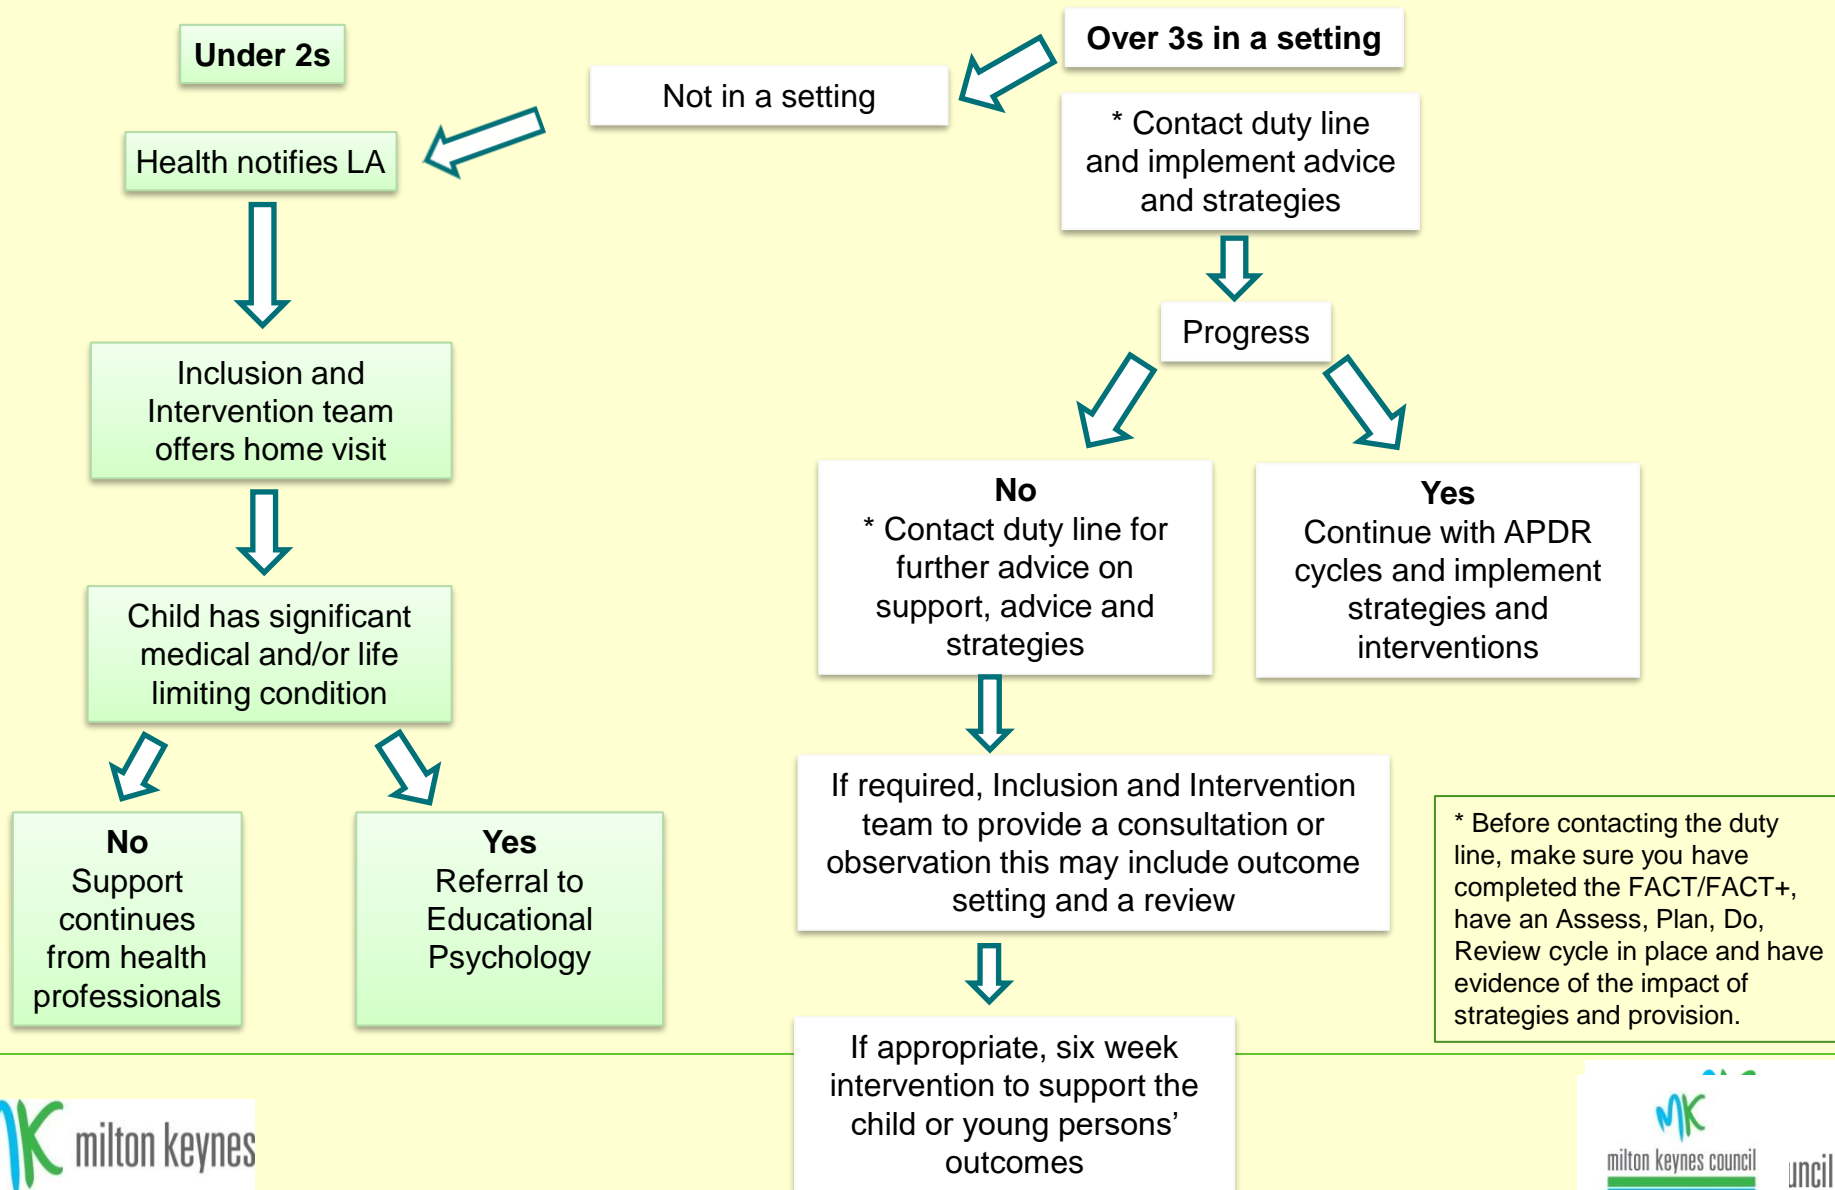 Under 2s
Health notifies LA
Inclusion and
Intervention team
offers home visit
Child has significant
medical and/or life
limiting condition
No
Support
continues
from health
professionals
Yes
Referral to
Educational
Psychology
Not in a setting
Over 3s in a setting
* Contact duty line
and implement advice
and strategies
Progress
No
* Contact duty line for
further advice on
support, advice and
strategies
Yes
Continue with APDR
cycles and implement
strategies and
interventions
If required, Inclusion and Intervention
team to provide a consultation or
observation this may include outcome
setting and a review
If appropriate, six week
intervention to support the
child or young persons’
outcomes
* Before contacting the duty
line, make sure you have
completed the FACT/FACT+,
have an Assess, Plan, Do,
Review cycle in place and have
evidence of the impact of
strategies and provision.
MK milton keynes
MK
milton keynes council
uncil